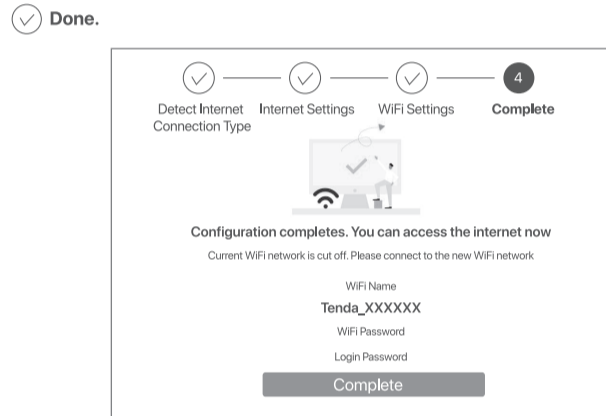 Done.
4
Detect Internet
Connection Type
Internet Settings
WiFi Settings
Complete
Configuration completes. You can access the internet now
Current WiFi network is cut off. Please connect to the new WiFi network
WiFi Name
Tenda_XXXXXX
WiFi Password
Login Password
Complete